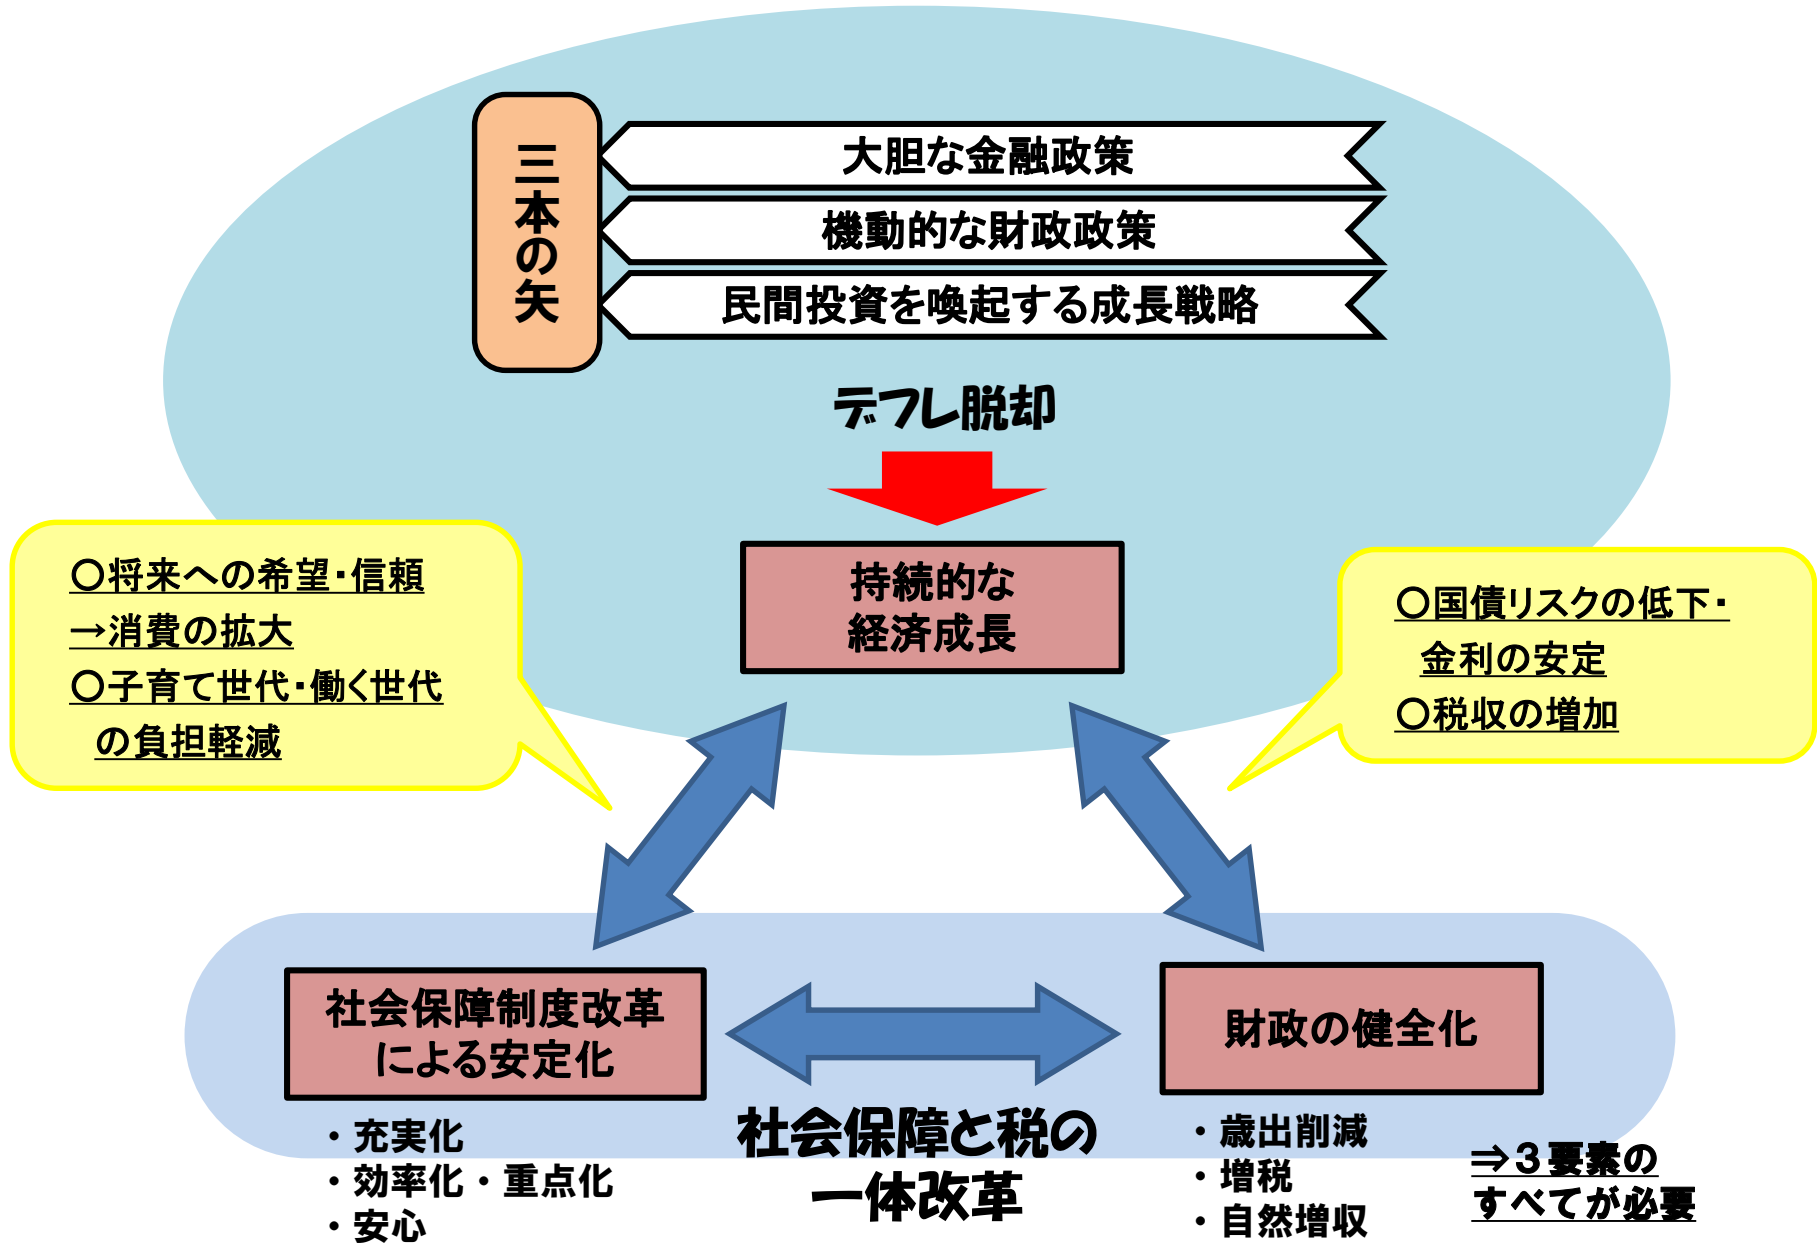 三本の矢
大胆な金融政策
機動的な財政政策
民間投資を喚起する成長戦略
デフレ脱却
持続的な
経済成長
○将来への希望・信頼
→消費の拡大
○子育て世代・働く世代
の負担軽減
○国債リスクの低下・
金利の安定
○税収の増加
社会保障制度改革
による安定化
財政の健全化
・充実化
・効率化・重点化
・安心
社会保障と税の
一体改革
・歳出削減
・増税
・自然増収
⇒３要素の
すべてが必要